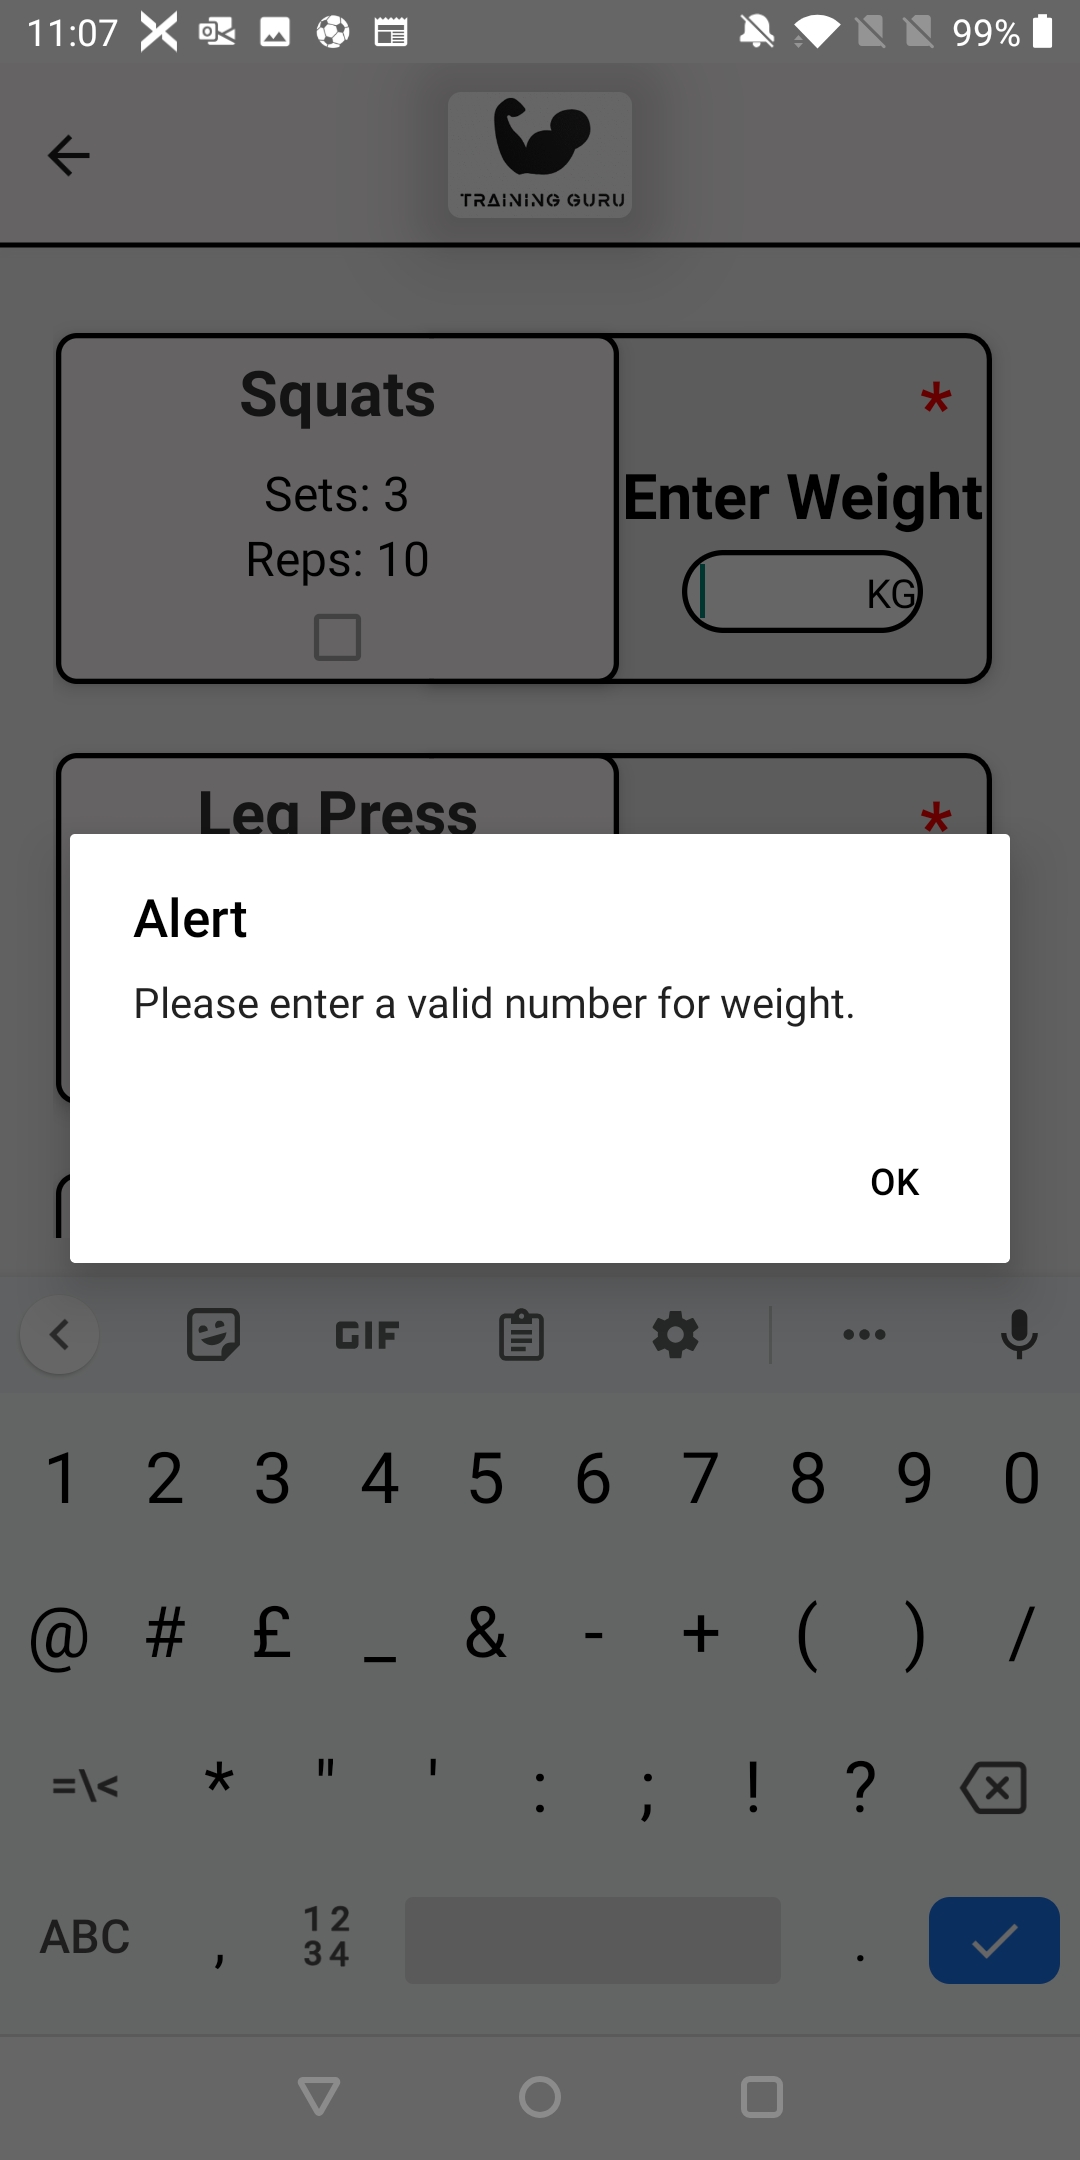 11:07
99%
TRAINING GURU
Squats
*
Sets: 3
Enter Weight
Reps: 10
KG
Leg Press
*
Alert
Please enter a valid number for weight.
OK
GIF
1 2 3 4 5 6 7 8 9 0
@ # £ _ & - + ( ) /
=\< * " ' : ; ! ?
ABC , 12 34 .